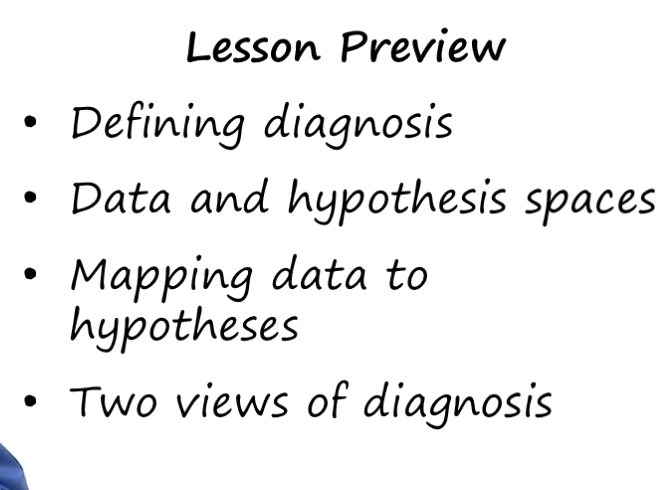 Lesson Preview
• Defining diagnosis
• Data and hypothesis spaces
• Mapping data to
hypotheses
• Two views of diagnosis